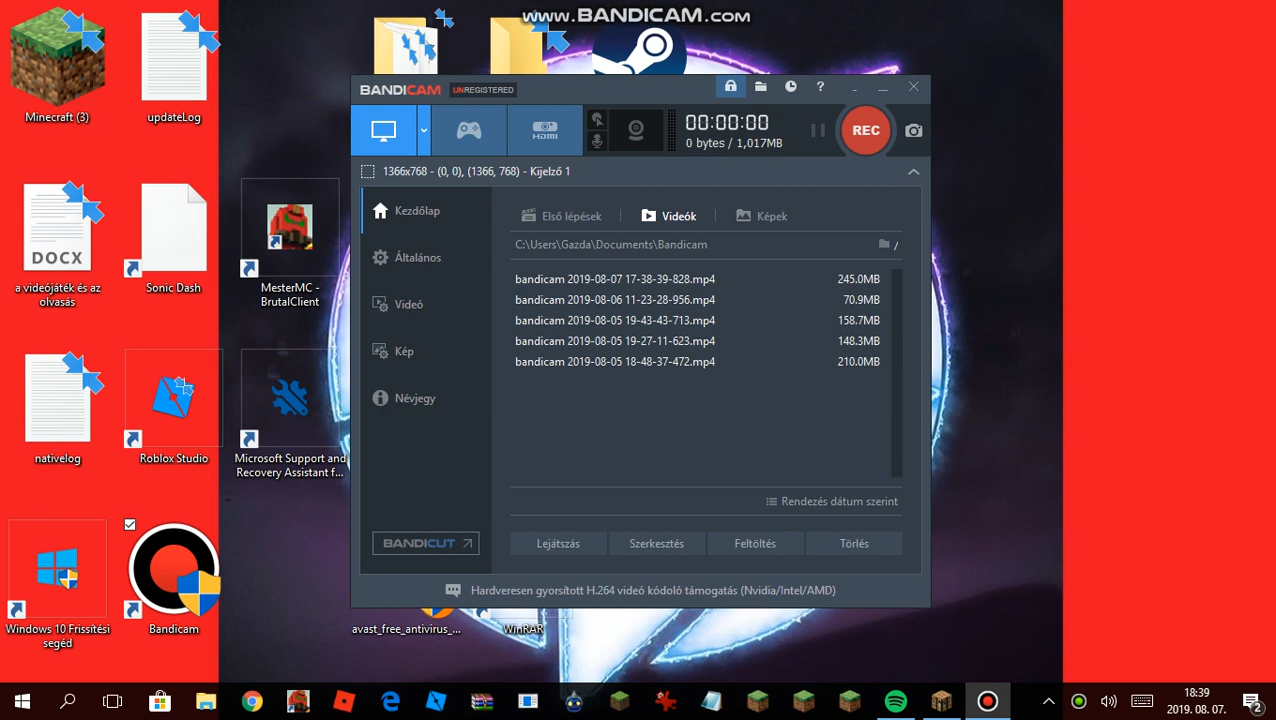 www.BANDICAM.com
Minecraft (3)
updateLog
a videójáték és az
olvasás
Sonic Dash
MesterMC -
BrutalClient
nativelog
Roblox Studio
Microsoft Support and
Recovery Assistant f...
Windows 10 Frissítési
segéd
Bandicam
DOCX
BANDICAM UNREGISTERED
?
HDMI
00:00:00
0 bytes / 1,017MB
REC
1366x768 - (0, 0), (1366, 768) - Kijelző 1
Kezdőlap
Általános
Videó
Kép
Névjegy
BANDICUT
Első lépések
Videók
Képek
C:\Users\Gazda\Documents\Bandicam
/
bandicam 2019-08-07 17-38-39-828.mp4 245.0MB
bandicam 2019-08-06 11-23-28-956.mp4 70.9MB
bandicam 2019-08-05 19-43-43-713.mp4 158.7MB
bandicam 2019-08-05 19-27-11-623.mp4 148.3MB
bandicam 2019-08-05 18-48-37-472.mp4 210.0MB
Rendezés dátum szerint
Lejátszás Szerkesztés Feltöltés Törlés
Hardveresen gyorsított H.264 videó kódoló támogatás (Nvidia/Intel/AMD)
avast_free_antivirus_...
WinRAR
18:39
2019. 08. 07.
2